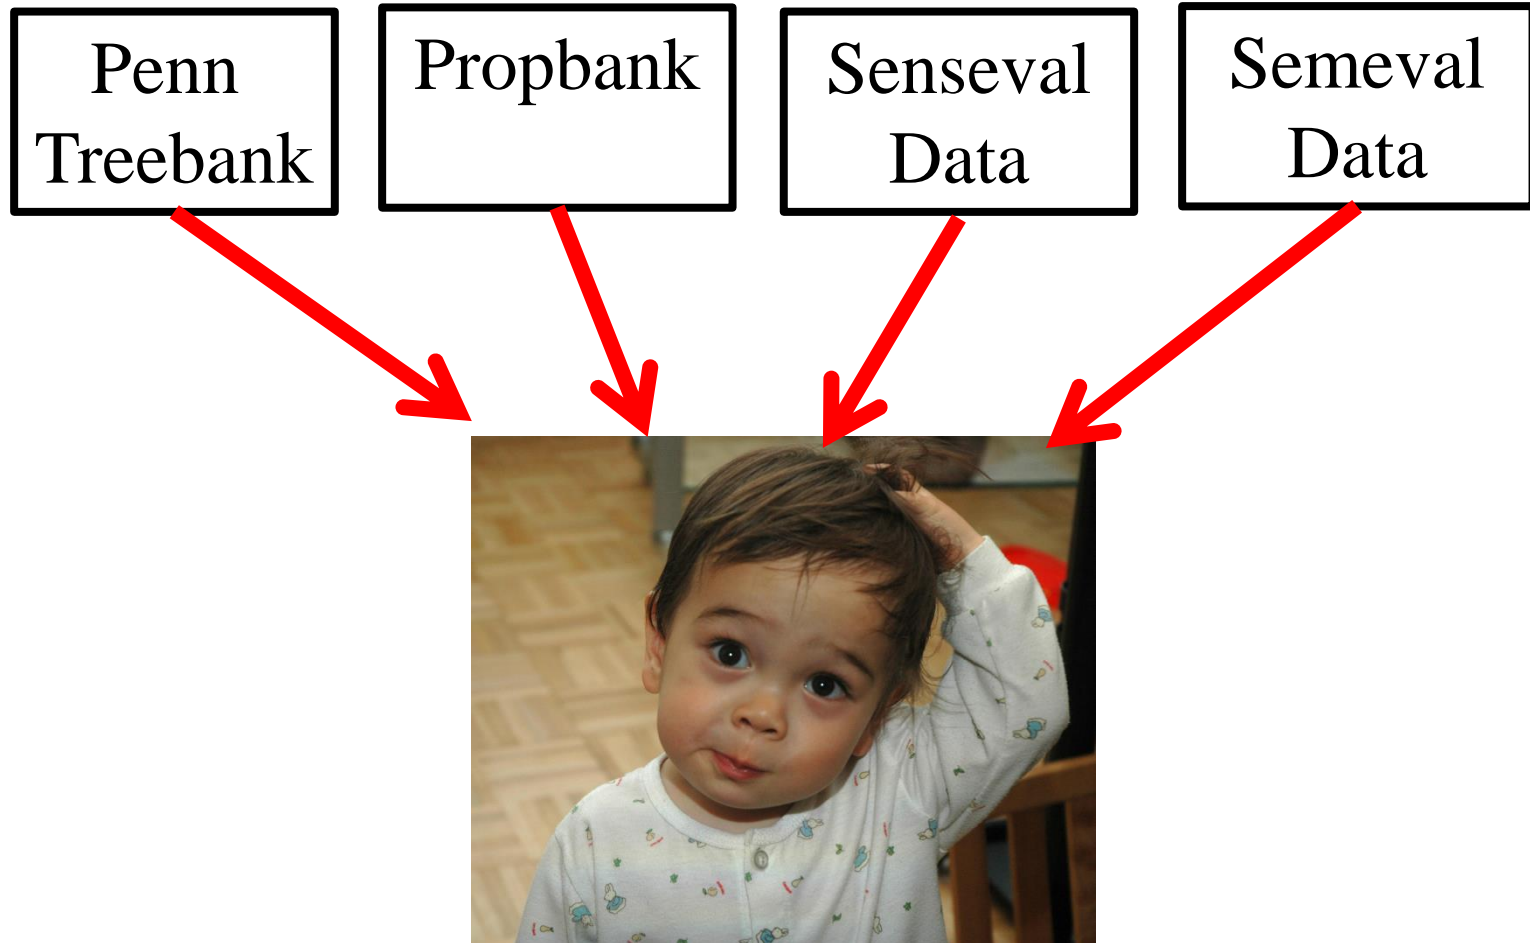 Penn
Treebank
Propbank
Senseval
Data
Semeval
Data